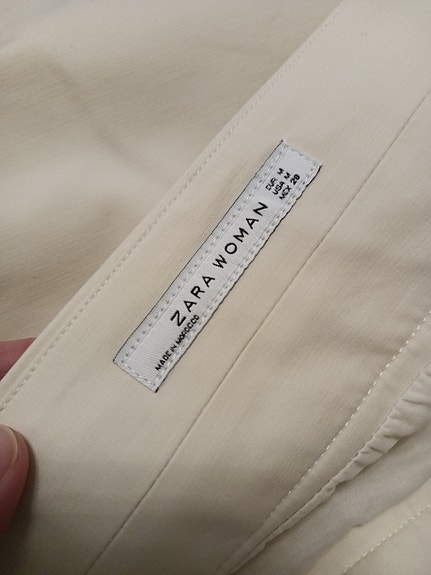 ZARA WOMAN
MADE IN MOROCCO
EUR M
USA M
MEX 28